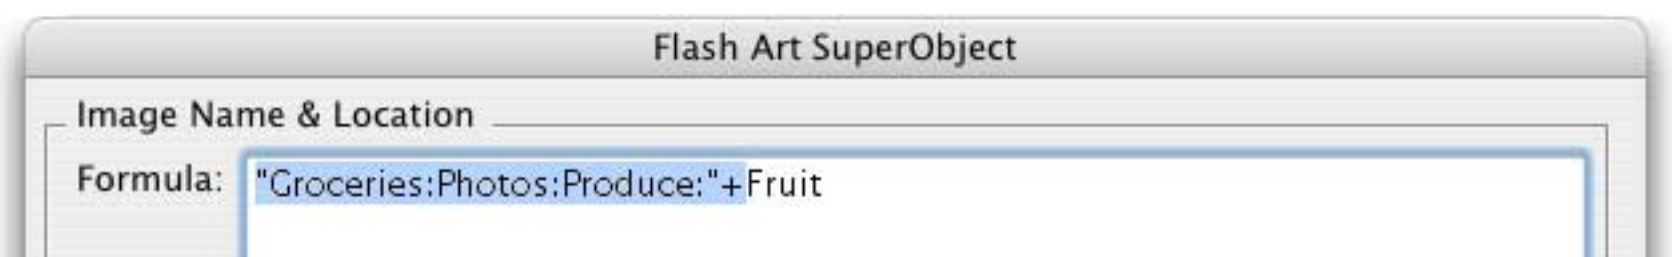 Flash Art SuperObject
Image Name & Location
Formula: "Groceries:Photos:Produce:"+Fruit